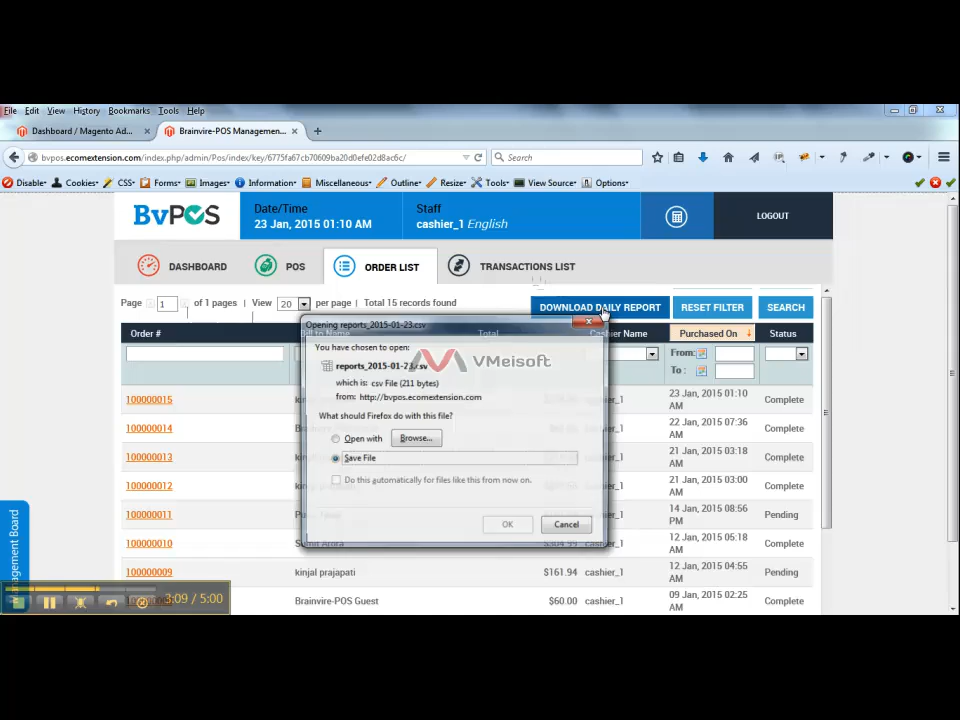 File Edit View History Bookmarks Tools Help
Dashboard / Magento Ad... × Brainvire-POS Managemen... × +
bvpos.ecomextension.com/index.php/admin/Pos/index/key/6775fa67cb70609ba20d0efe02d8ac6c/ Search
Disable Cookies CSS Forms Images Information Miscellaneous Outline Resize Tools View Source Options
BvPOS
Date/Time
23 Jan, 2015 01:10 AM
Staff
cashier_1 English
LOGOUT
DASHBOARD POS ORDER LIST TRANSACTIONS LIST
Page 1 of 1 pages View 20 per page Total 15 records found
DOWNLOAD DAILY REPORT RESET FILTER SEARCH
Order # Total Cashier Name Purchased On Status
From:
To :
Opening reports_2015-01-23.csv
You have chosen to open:
reports_2015-01-23.csv
which is: csv File (211 bytes)
from: http://bvpos.ecomextension.com
What should Firefox do with this file?
Open with Browse...
Save File
Do this automatically for files like this from now on.
OK Cancel
VMeisoft
100000015 23 Jan, 2015 01:10 AM Complete
100000014 22 Jan, 2015 07:36 AM Complete
100000013 21 Jan, 2015 03:18 AM Complete
100000012 21 Jan, 2015 03:00 AM Complete
100000011 14 Jan, 2015 08:56 PM Pending
100000010 Sumit Arora $304.99 cashier_1 12 Jan, 2015 05:18 AM Complete
100000009 kinjal prajapati $161.94 cashier_1 12 Jan, 2015 04:55 AM Pending
Brainvire-POS Guest $60.00 cashier_1 09 Jan, 2015 02:25 AM Complete
Management Board
3:09 / 5:00